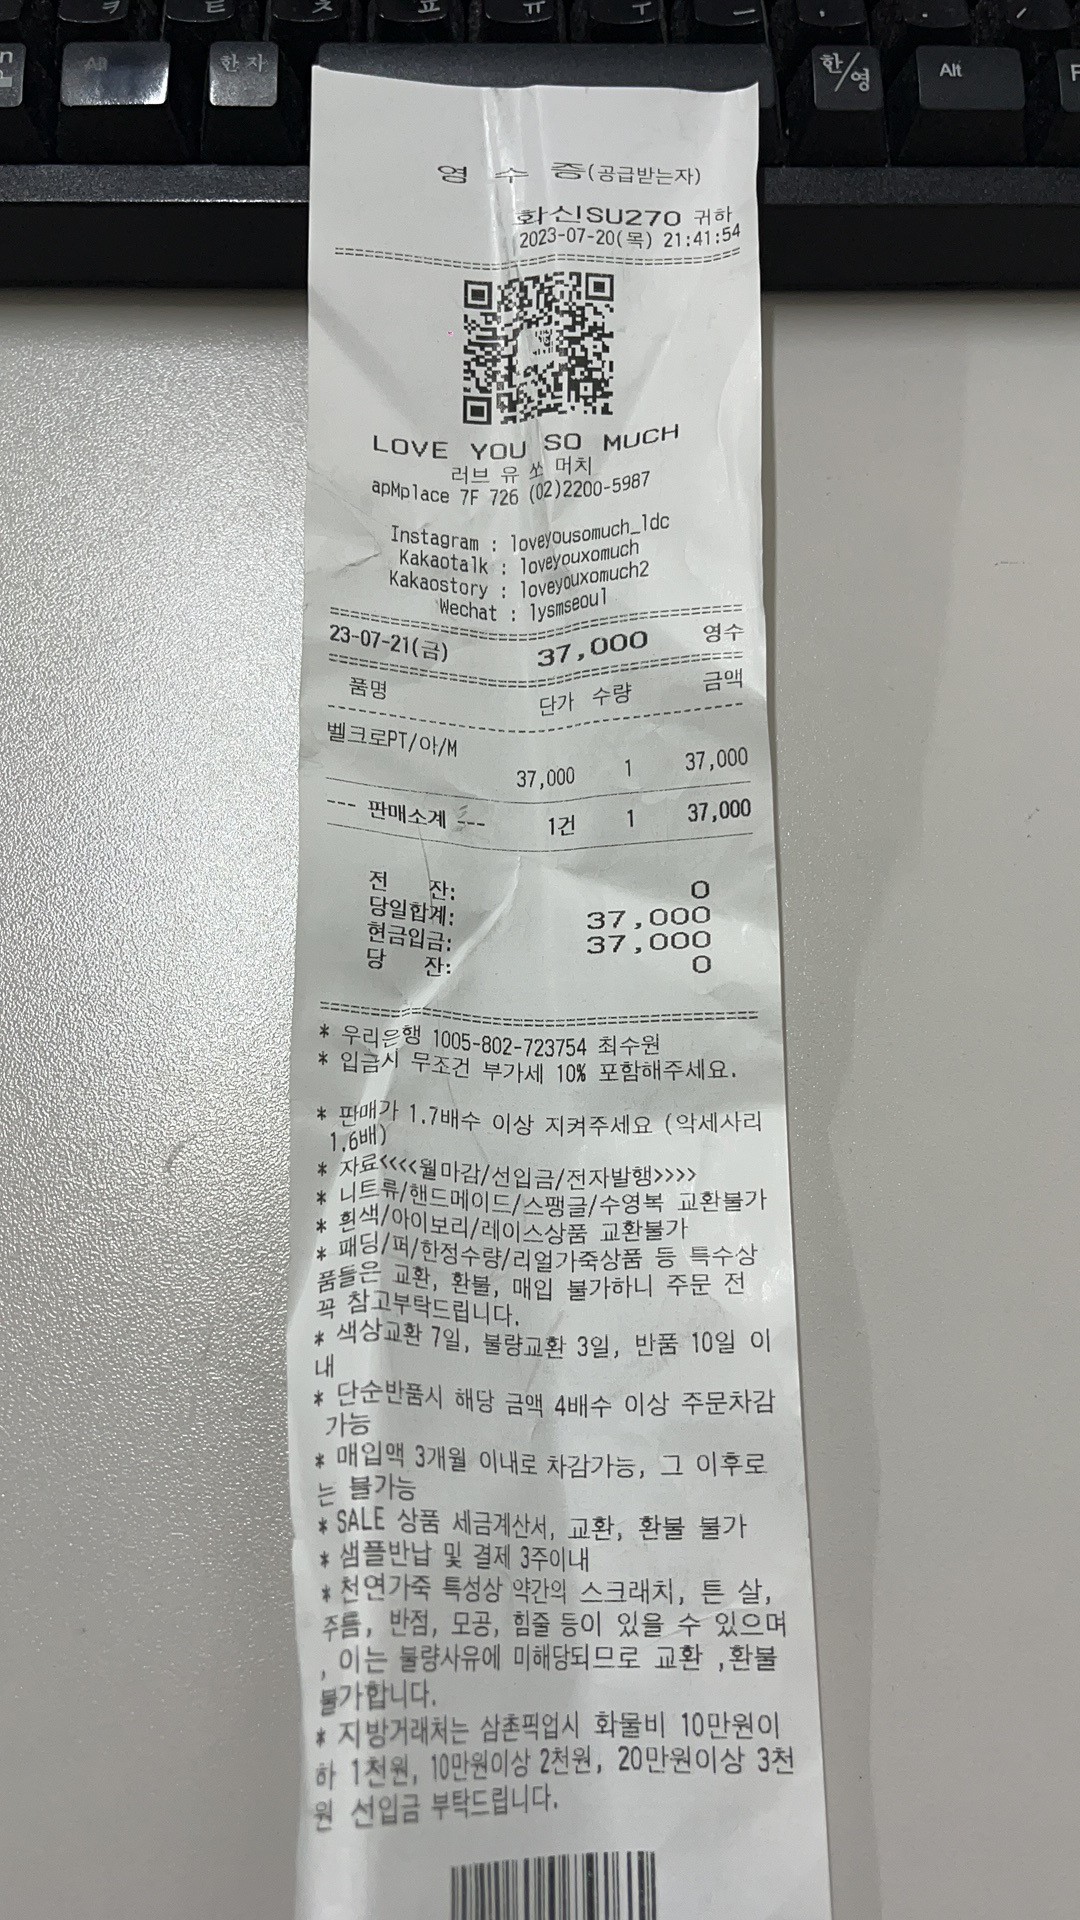 한자
한/영
Alt
영 수 증(공급받는자)
화신SU270 귀하
2023-07-20(목) 21:41:54
LOVE YOU SO MUCH
러브 유 쏘 머치
apMplace 7F 726 (02)2200-5987
Instagram : loveyousomuch_ldc
Kakaotalk : loveyouxomuch
Kakaostory : loveyouxomuch2
Wechat : lysmseoul
23-07-21(금) 37,000 영수
품명 단가 수량 금액
벨크로PT/아/M
37,000 1 37,000
--- 판매소계 --- 1건 1 37,000
전 잔: 0
당일합계: 37,000
현금입금: 37,000
당 잔: 0
* 우리은행 1005-802-723754 최수원
* 입금시 무조건 부가세 10% 포함해주세요.
* 판매가 1.7배수 이상 지켜주세요 (악세사리
1.6배)
* 자료<<<<월마감/선입금/전자발행>>>>
* 니트류/핸드메이드/스팽글/수영복 교환불가
* 흰색/아이보리/레이스상품 교환불가
* 패딩/퍼/한정수량/리얼가죽상품 등 특수상
품들은 교환, 환불, 매입 불가하니 주문 전
꼭 참고부탁드립니다.
* 색상교환 7일, 불량교환 3일, 반품 10일 이
내
* 단순반품시 해당 금액 4배수 이상 주문차감
가능
* 매입액 3개월 이내로 차감가능, 그 이후로
는 불가능
* SALE 상품 세금계산서, 교환, 환불 불가
* 샘플반납 및 결제 3주이내
* 천연가죽 특성상 약간의 스크래치, 튼 살,
주름, 반점, 모공, 힘줄 등이 있을 수 있으며
, 이는 불량사유에 미해당되므로 교환 ,환불
불가합니다.
* 지방거래처는 삼촌픽업시 화물비 10만원이
하 1천원, 10만원이상 2천원, 20만원이상 3천
원 선입금 부탁드립니다.